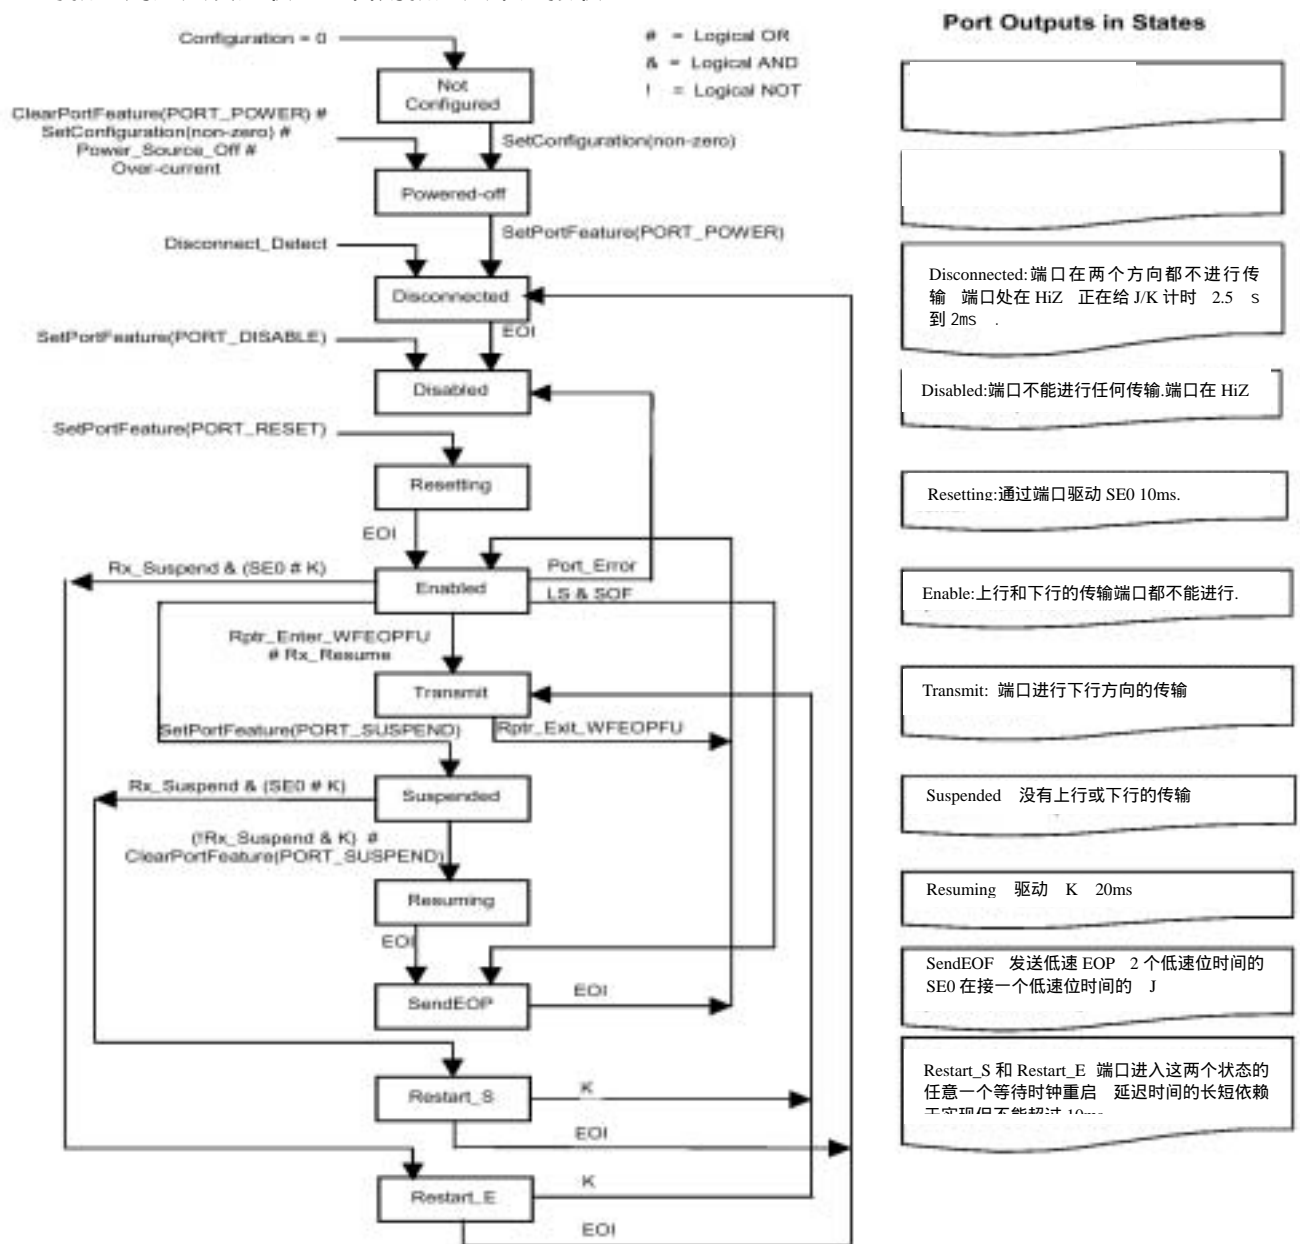 Port Outputs in States
Configuration = 0
# = Logical OR
& = Logical AND
! = Logical NOT
Not
Configured
ClearPortFeature(PORT_POWER) #
SetConfiguration(non-zero) #
Power_Source_Off #
Over-current
SetConfiguration(non-zero)
Powered-off
SetPortFeature(PORT_POWER)
Disconnect_Detect
Disconnected
EOI
SetPortFeature(PORT_DISABLE)
Disabled
SetPortFeature(PORT_RESET)
Resetting
EOI
Rx_Suspend & (SE0 # K)
Enabled
Port_Error
LS & SOF
Rptr_Enter_WFEOPFU
# Rx_Resume
Transmit
SetPortFeature(PORT_SUSPEND)
Rptr_Exit_WFEOPFU
Rx_Suspend & (SE0 # K)
Suspended
(!Rx_Suspend & K) #
ClearPortFeature(PORT_SUSPEND)
Resuming
EOI
SendEOP
EOI
Restart_S
K
EOI
Restart_E
K
EOI
Disconnected:端口在两个方向都不进行传
输 端口处在 HiZ 正在给 J/K 计时 2.5 s
到 2ms .
Disabled:端口不能进行任何传输.端口在 HiZ
Resetting:通过端口驱动 SE0 10ms.
Enable:上行和下行的传输端口都不能进行.
Transmit: 端口进行下行方向的传输
Suspended 没有上行或下行的传输
Resuming 驱动 K 20ms
SendEOF 发送低速 EOP 2 个低速位时间的
SE0 在接一个低速位时间的 J
Restart_S 和 Restart_E 端口进入这两个状态的
任意一个等待时钟重启 延迟时间的长短依赖
于实现但不能超过 10ms